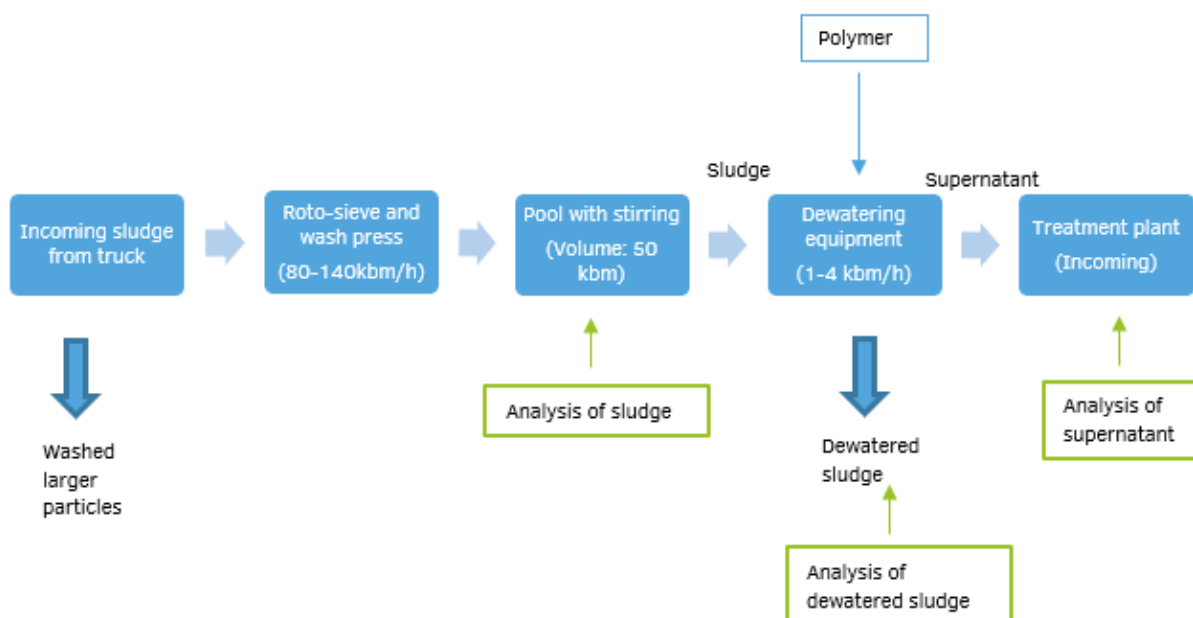 Polymer
Sludge
Supernatant
Incoming sludge
from truck
Roto-sieve and
wash press
(80-140kbm/h)
Pool with stirring
(Volume: 50
kbm)
Dewatering
equipment
(1-4 kbm/h)
Treatment plant
(Incoming)
Analysis of sludge
Analysis of
supernatant
Washed
larger
particles
Dewatered
sludge
Analysis of
dewatered sludge